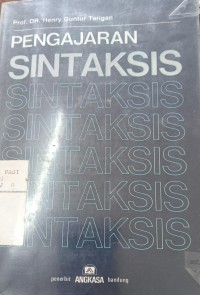 Prof. DR. Henry Guntur Tarigan
PENGAJARAN
SINTAKSIS
SINTAKSIS
SINTAKSIS
SINTAKSIS
SINTAKSIS
SINTAKSIS
penerbit ANGKASA bandung